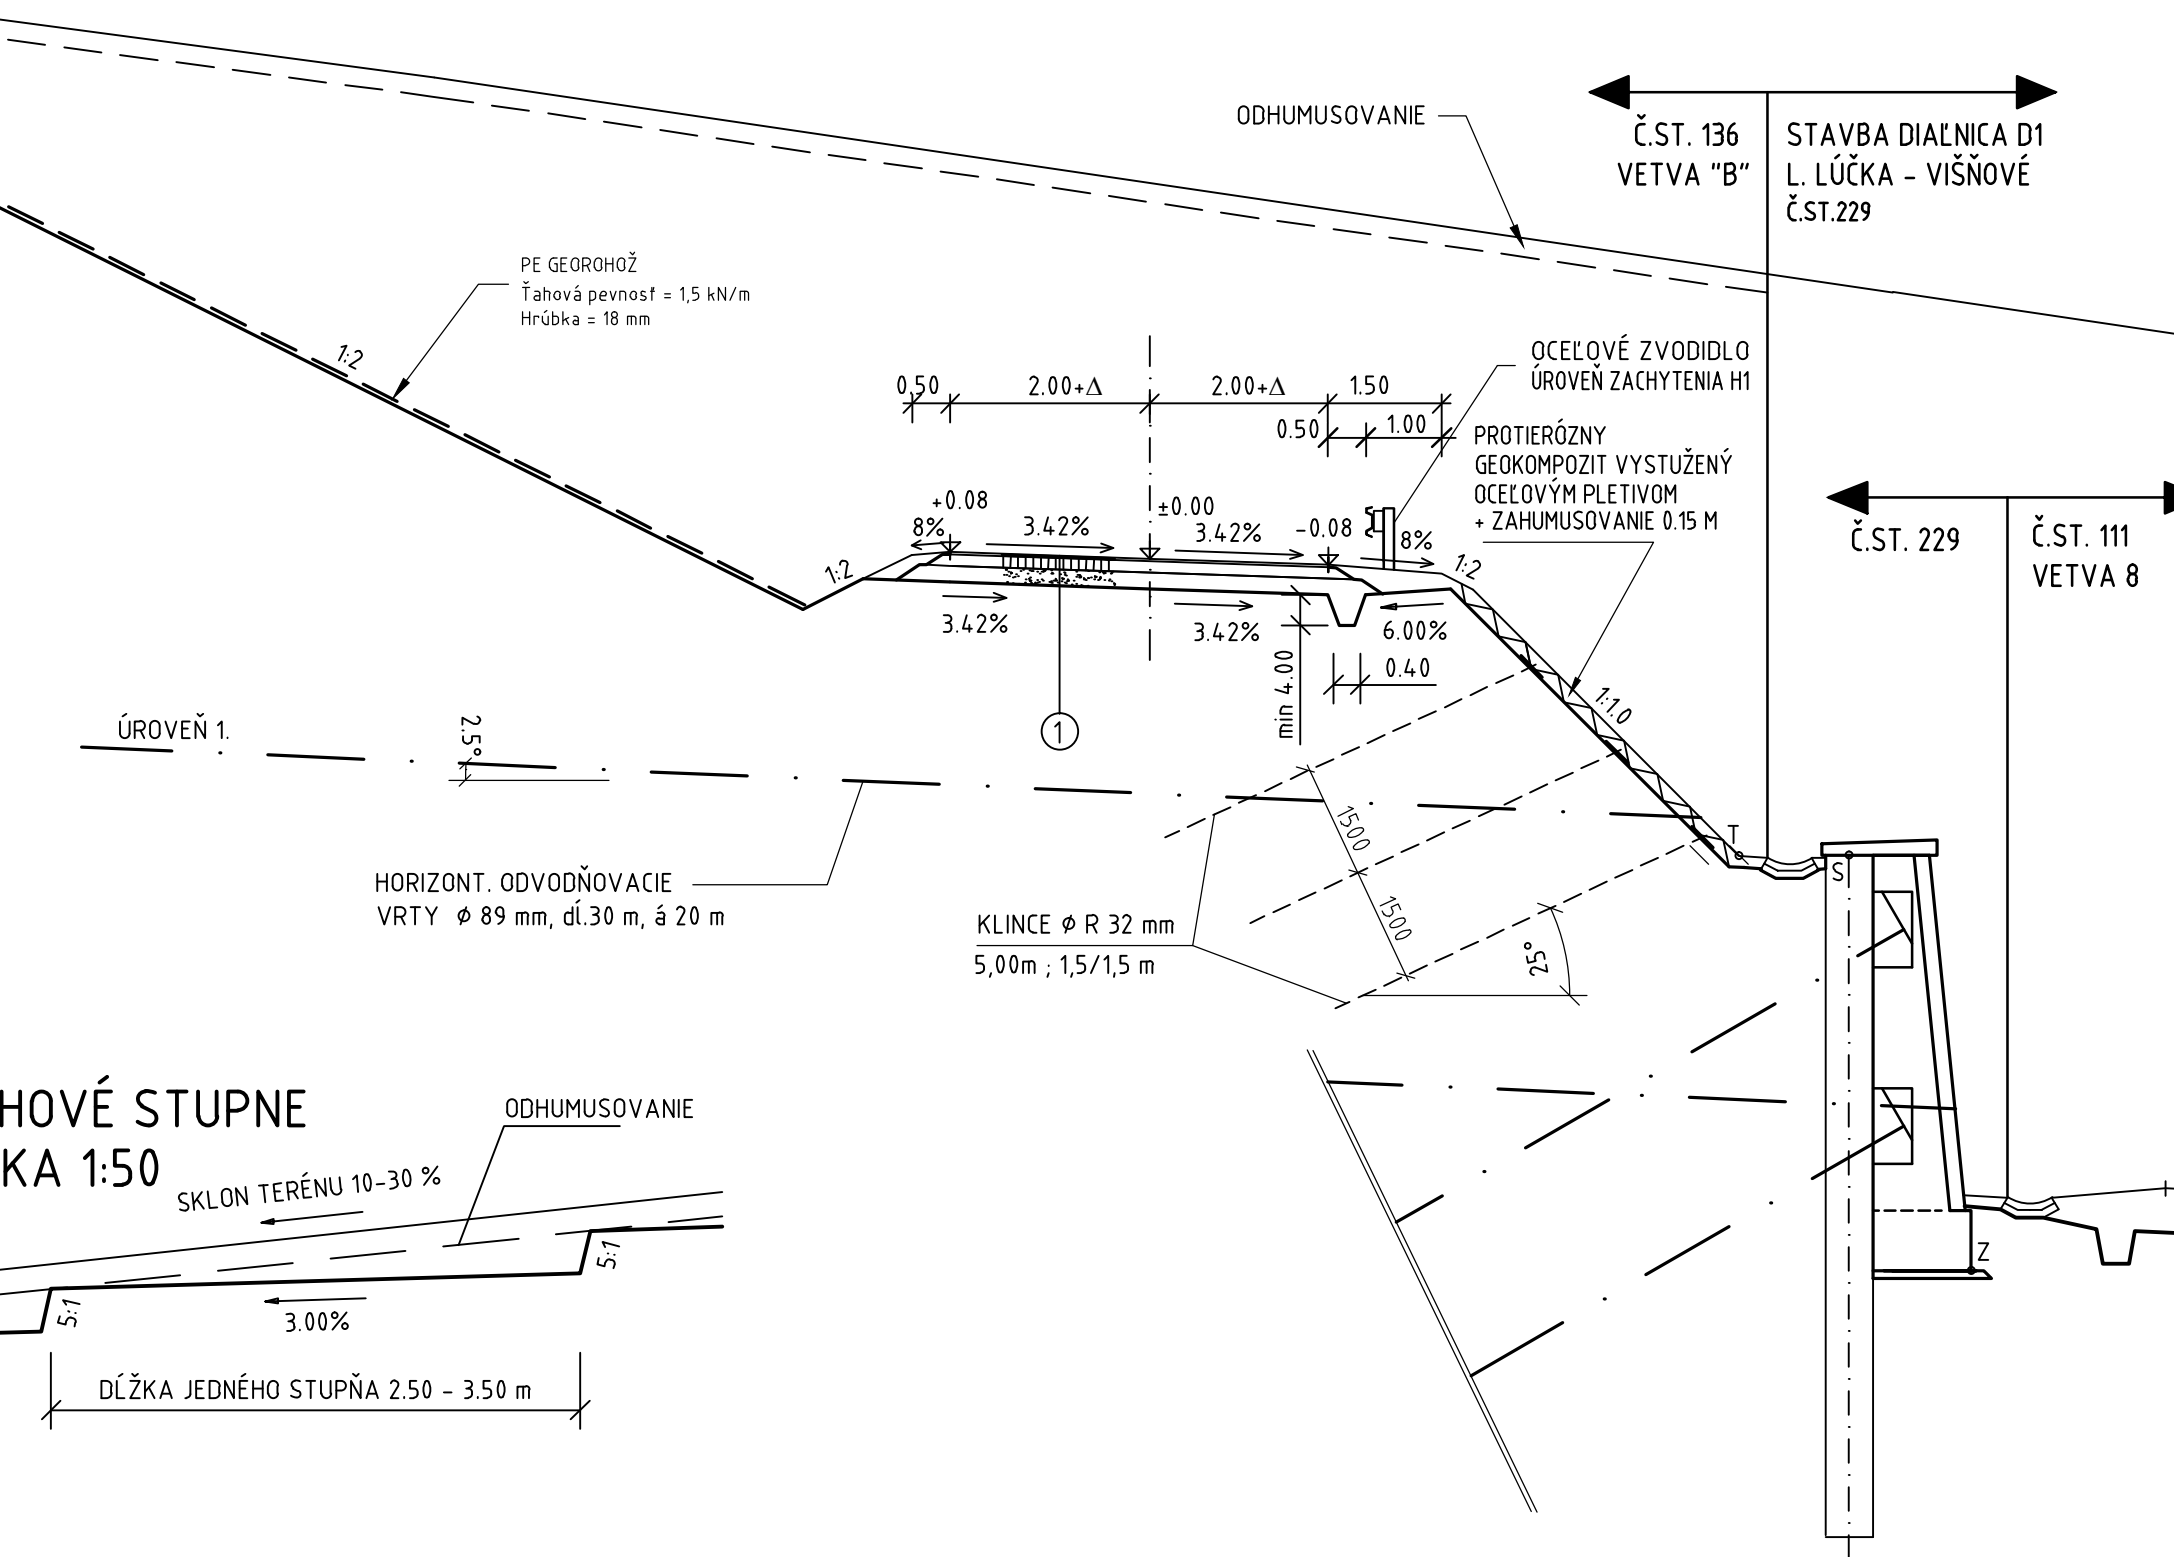 ODHUMUSOVANIE
Č.ST. 136
VETVA "B"
STAVBA DIAĽNICA D1
L. LÚČKA - VIŠŇOVÉ
Č.ST.229
PE GEOROHOŽ
Ťahová pevnosť = 1,5 kN/m
Hrúbka = 18 mm
1:2
OCEĽOVÉ ZVODIDLO
ÚROVEŇ ZACHYTENIA H1
0.50
2.00+Δ
2.00+Δ
1.50
0.50
1.00
PROTIERÓZNY
GEOKOMPOZIT VYSTUŽENÝ
OCEĽOVÝM PLETIVOM
+ ZAHUMUSOVANIE 0.15 M
+0.08
±0.00
8%
3.42%
3.42%
-0.08
8%
1:2
1:2
Č.ST. 229
Č.ST. 111
VETVA 8
3.42%
3.42%
6.00%
min 4.00
0.40
1:1.0
1
ÚROVEŇ 1.
2.5°
HORIZONT. ODVODŇOVACIE
VRTY ϕ 89 mm, dĺ.30 m, á 20 m
1500
1500
T
S
KLINCE ϕ R 32 mm
5,00m ; 1,5/1,5 m
25°
HOVÉ STUPNE
KA 1:50
ODHUMUSOVANIE
SKLON TERÉNU 10-30 %
5:1
5:1
3.00%
DĹŽKA JEDNÉHO STUPŇA 2.50 - 3.50 m
Z